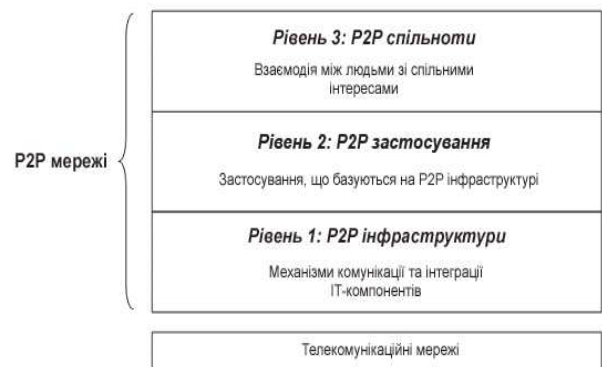 Рівень 3: P2P спільноти
Взаємодія між людьми зі спільними
інтересами
P2P мережі
Рівень 2: P2P застосування
Застосування, що базуються на P2P інфраструктурі
Рівень 1: P2P інфраструктури
Механізми комунікації та інтеграції
ІТ-компонентів
Телекомунікаційні мережі